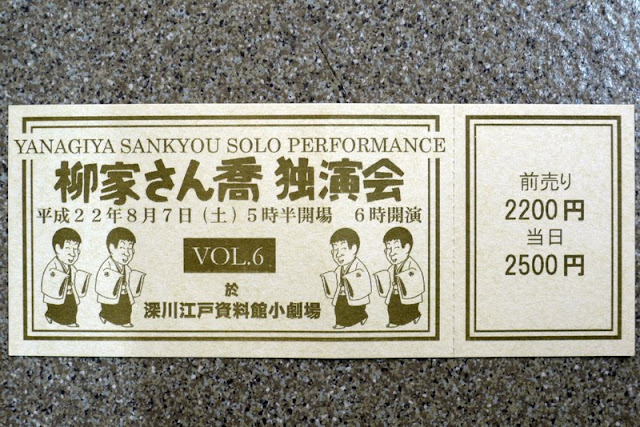 YANAGIYA SANKYOU SOLO PERFORMANCE
柳家さん喬 独演会
平成22年8月7日(土)5時半開場 6時開演
VOL.6
於
深川江戸資料館小劇場
前売り
2200円
当日
2500円